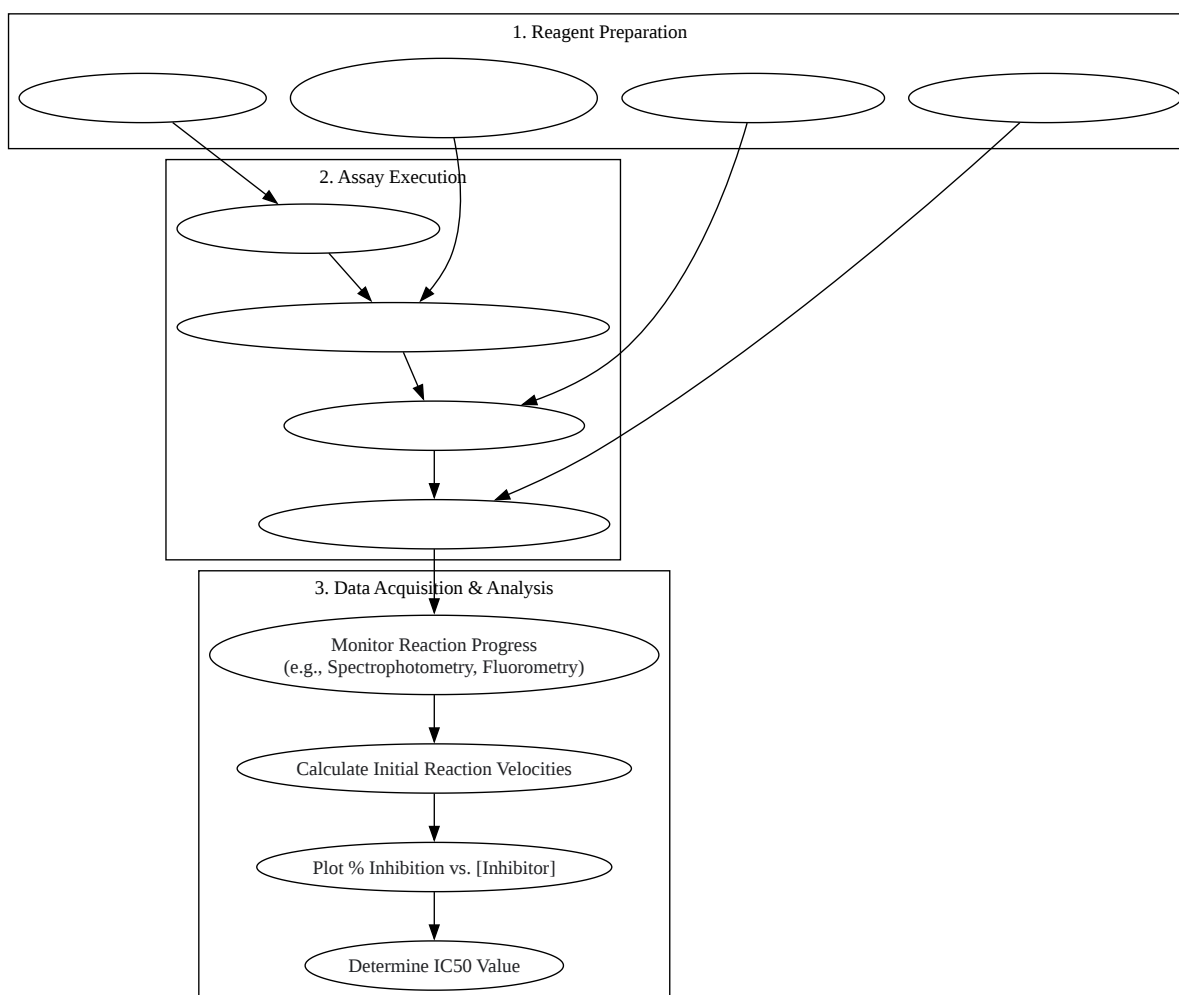 1. Reagent Preparation
2. Assay Execution
3. Data Acquisition & Analysis
Monitor Reaction Progress
(e.g., Spectrophotometry, Fluorometry)
Calculate Initial Reaction Velocities
Plot % Inhibition vs. [Inhibitor]
Determine IC50 Value